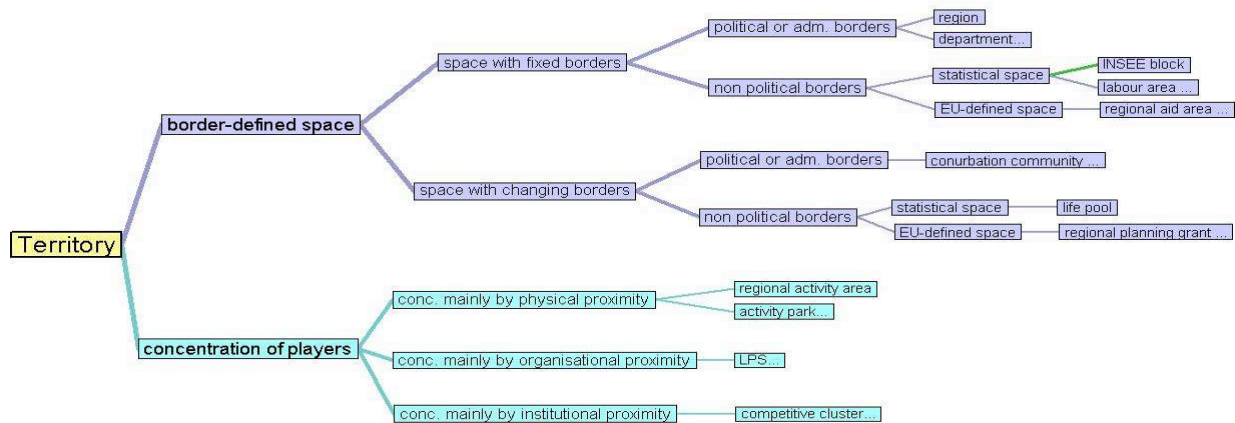 Territory
border-defined space
space with fixed borders
political or adm. borders
region
department...
non political borders
statistical space
INSEE block
labour area ...
EU-defined space
regional aid area ...
space with changing borders
political or adm. borders
conurbation community ...
non political borders
statistical space
life pool
EU-defined space
regional planning grant ...
concentration of players
conc. mainly by physical proximity
regional activity area
activity park...
conc. mainly by organisational proximity
LPS...
conc. mainly by institutional proximity
competitive cluster...